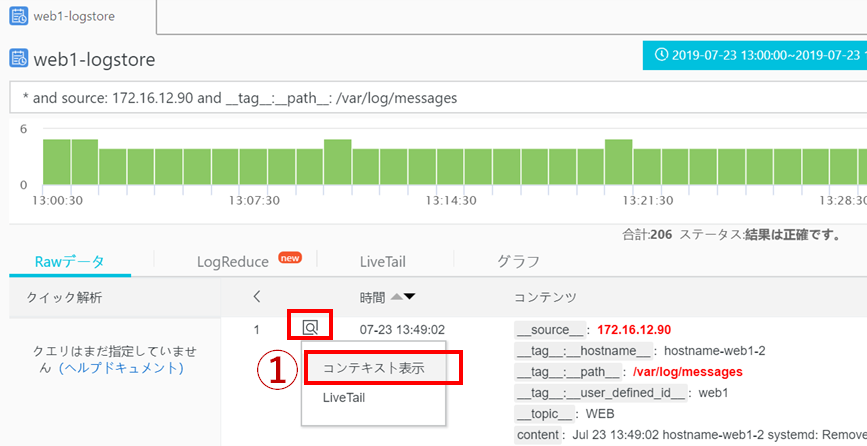 web1-logstore
web1-logstore
2019-07-23 13:00:00~2019-07-23 1
* and source: 172.16.12.90 and __tag__:__path__: /var/log/messages
6
0
13:00:30 13:07:30 13:14:30 13:21:30 13:28:30
合計:206 ステータス:結果は正確です。
Rawデータ LogReduce new LiveTail グラフ
クイック解析 時間 コンテンツ
1 07-23 13:49:02 __source__ : 172.16.12.90
クエリはまだ指定していませ
ん（ヘルプドキュメント）
__tag__:__hostname__ : hostname-web1-2
① コンテキスト表示 __tag__:__path__ : /var/log/messages
LiveTail __tag__:__user_defined_id__ : web1
__topic__ : WEB
content : Jul 23 13:49:02 hostname-web1-2 systemd: Remove